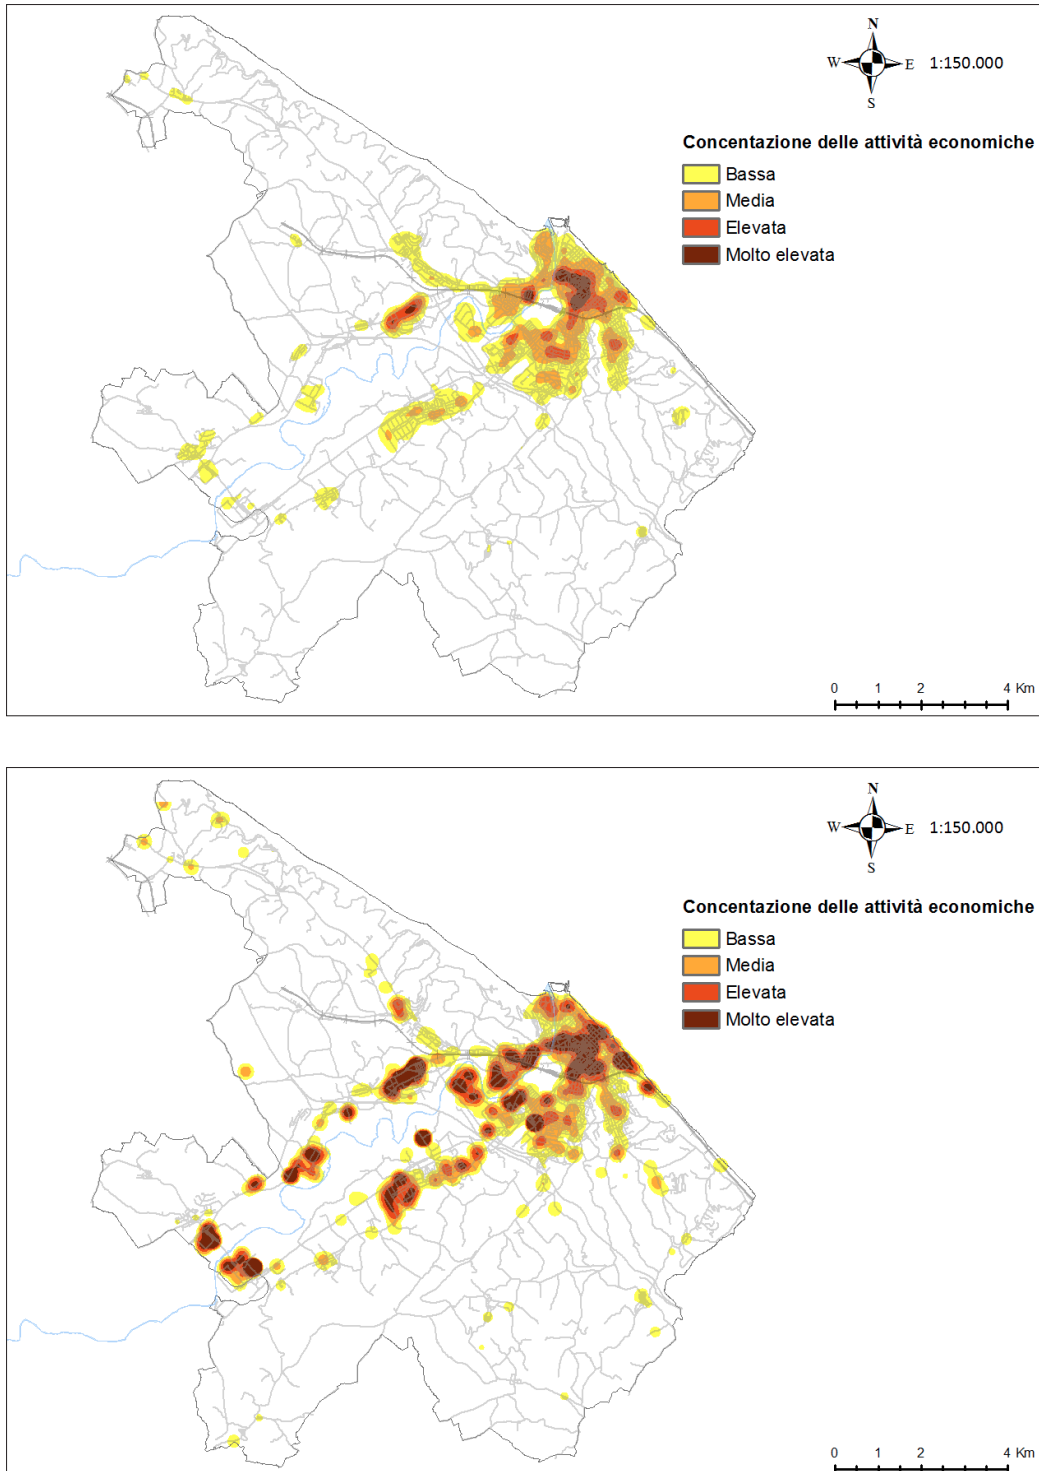 N
W E 1:150.000
S
Concentazione delle attività economiche
Bassa
Media
Elevata
Molto elevata
0 1 2 4 Km
N
W E 1:150.000
S
Concentazione delle attività economiche
Bassa
Media
Elevata
Molto elevata
0 1 2 4 Km